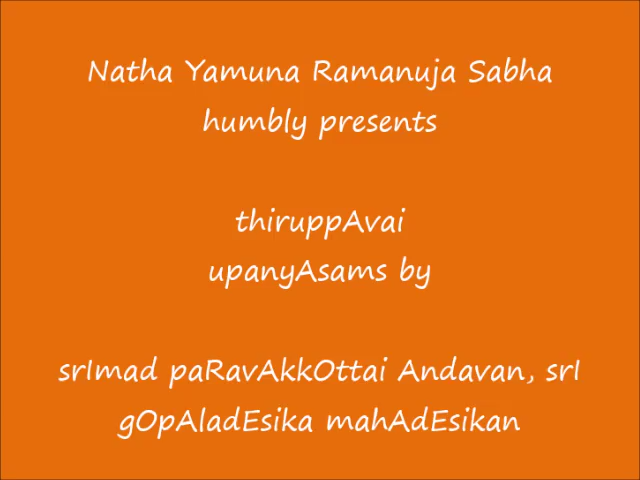 Natha Yamuna Ramanuja Sabha
humbly presents
thiruppAvai
upanyAsams by
srImad paRavAkkOttai Andavan, srI
gOpAladEsika mahAdEsikan